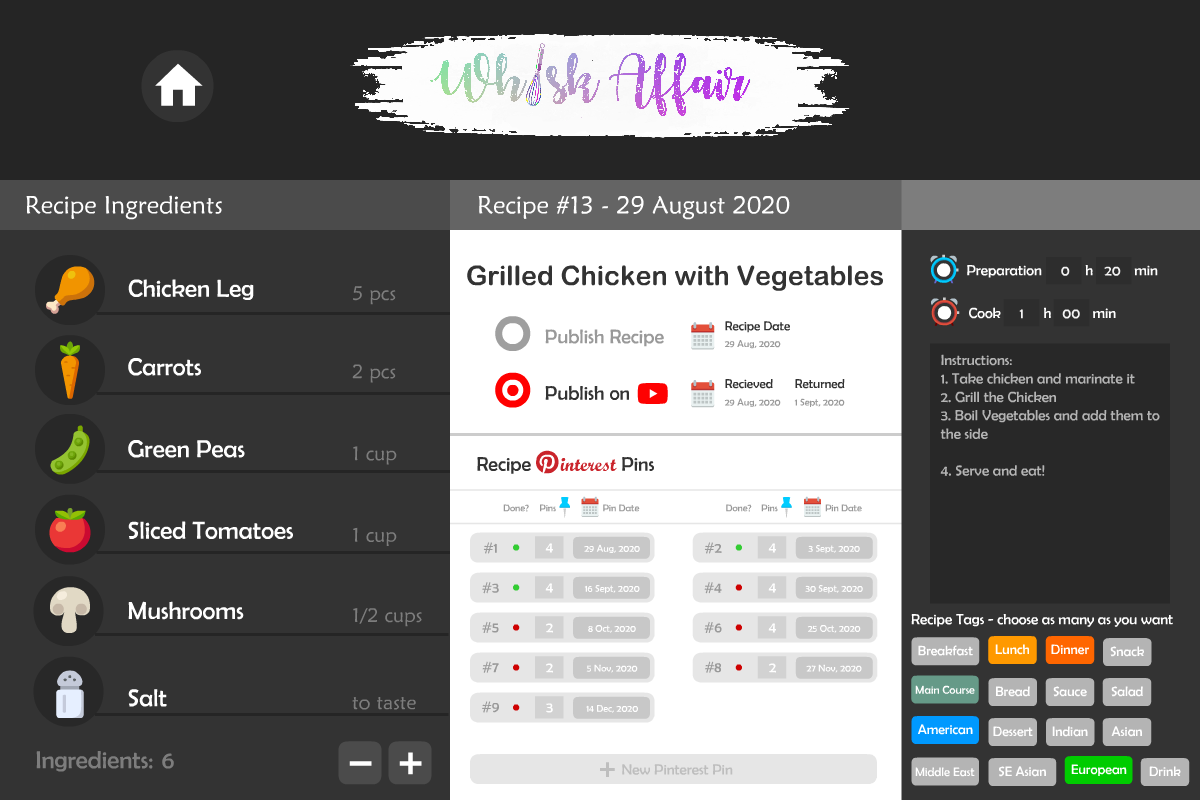 Whisk Affair
Recipe Ingredients
Chicken Leg 5 pcs
Carrots 2 pcs
Green Peas 1 cup
Sliced Tomatoes 1 cup
Mushrooms 1/2 cups
Salt to taste
Ingredients: 6
Recipe #13 - 29 August 2020
Grilled Chicken with Vegetables
Publish Recipe
Recipe Date
29 Aug, 2020
Publish on
Recieved Returned
29 Aug, 2020 1 Sept, 2020
Recipe Pinterest Pins
Done? Pins Pin Date Done? Pins Pin Date
#1 4 29 Aug, 2020 #2 4 3 Sept, 2020
#3 4 16 Sept, 2020 #4 4 30 Sept, 2020
#5 2 8 Oct, 2020 #6 4 25 Oct, 2020
#7 2 5 Nov, 2020 #8 2 27 Nov, 2020
#9 3 14 Dec, 2020
+ New Pinterest Pin
Preparation 0 h 20 min
Cook 1 h 00 min
Instructions:
1. Take chicken and marinate it
2. Grill the Chicken
3. Boil Vegetables and add them to
the side
4. Serve and eat!
Recipe Tags - choose as many as you want
Breakfast Lunch Dinner Snack
Main Course Bread Sauce Salad
American Dessert Indian Asian
Middle East SE Asian European Drink